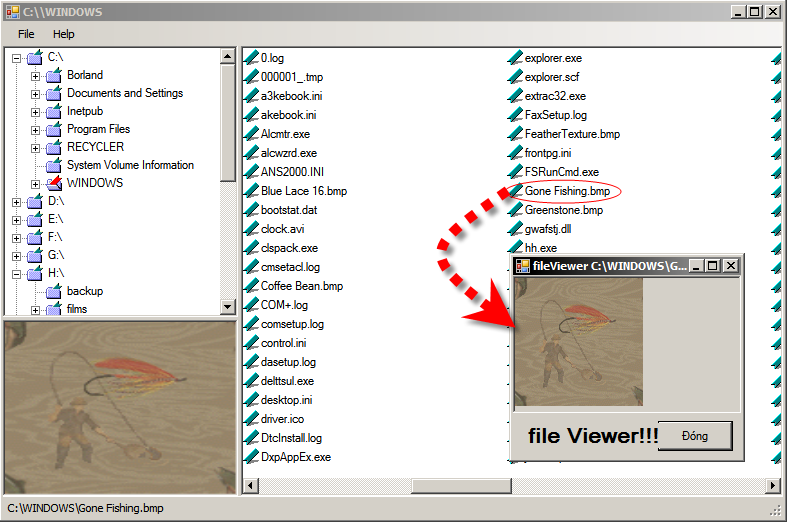 C:\\WINDOWS
File Help
C:\
Borland
Documents and Settings
Inetpub
Program Files
RECYCLER
System Volume Information
WINDOWS
D:\
E:\
F:\
G:\
H:\
backup
films
0.log
000001_.tmp
a3kebook.ini
akebook.ini
Alcmtr.exe
alcwzrd.exe
ANS2000.INI
Blue Lace 16.bmp
bootstat.dat
clock.avi
clspack.exe
cmsetacl.log
Coffee Bean.bmp
COM+.log
comsetup.log
control.ini
dasetup.log
delttsul.exe
desktop.ini
driver.ico
DtcInstall.log
DxpAppEx.exe
explorer.exe
explorer.scf
extrac32.exe
FaxSetup.log
FeatherTexture.bmp
frontpg.ini
FSRunCmd.exe
Gone Fishing.bmp
Greenstone.bmp
gwafstj.dll
hh.exe
fileViewer C:\WINDOWS\G...
file Viewer!!!
Đóng
C:\WINDOWS\Gone Fishing.bmp